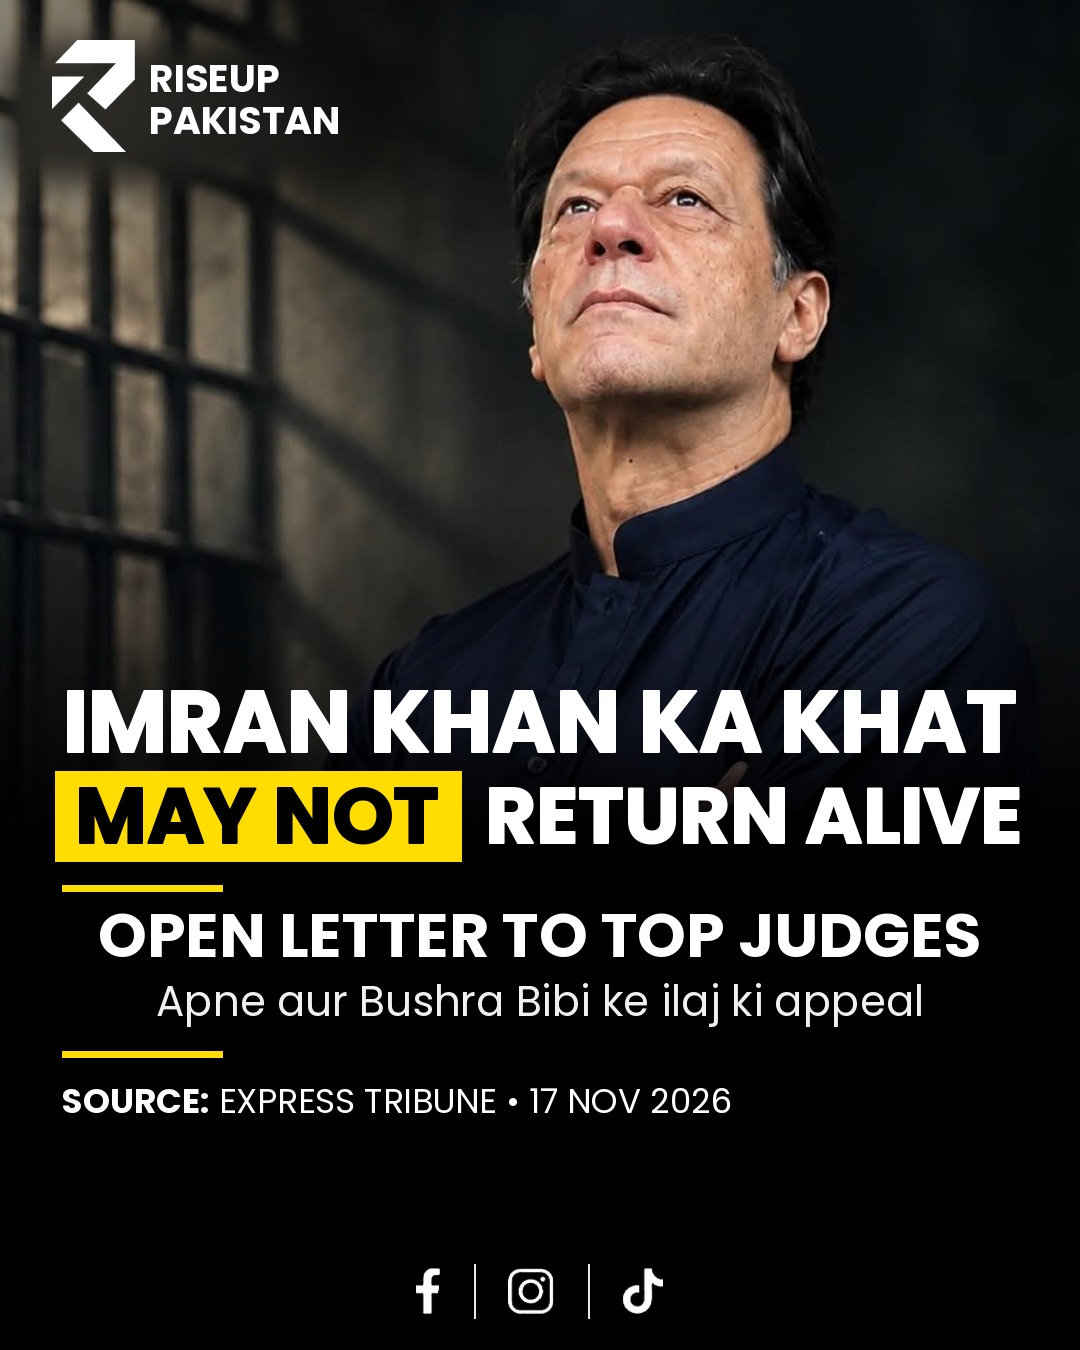 RISEUP
PAKISTAN
IMRAN KHAN KA KHAT
MAY NOT RETURN ALIVE
OPEN LETTER TO TOP JUDGES
Apne aur Bushra Bibi ke ilaj ki appeal
SOURCE: EXPRESS TRIBUNE • 17 NOV 2026